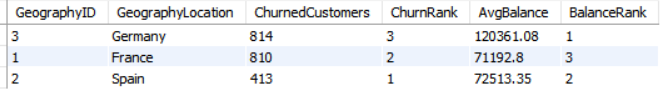 GeographyID GeographyLocation ChurnedCustomers ChurnRank AvgBalance BalanceRank
3 Germany 814 3 120361.08 1
1 France 810 2 71192.8 3
2 Spain 413 1 72513.35 2